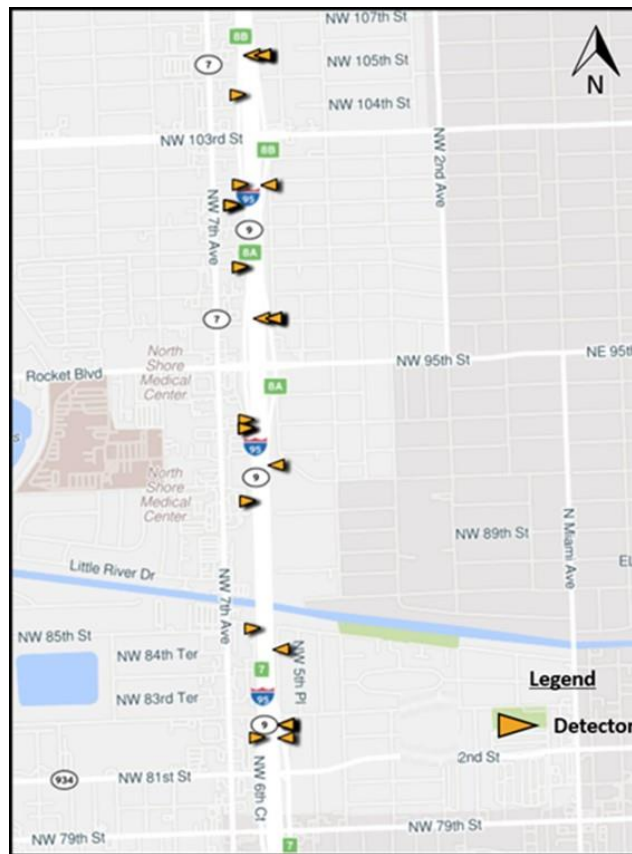 NW 107th St
8B
NW 105th St
7
N
NW 104th St
NW 103rd St
8B
NW 2nd Ave
NW 7th Ave
95
9
8A
7
North
Shore
Medical
Center
NW 95th St
NE 95th
Rocket Blvd
8A
s
95
9
North
Shore
Medical
Center
NW 89th St
N Miami Ave
EL
Little River Dr
NW 7th Ave
NW 85th St
NW 84th Ter
NW 5th Pl
7
NW 83rd Ter
95
Legend
9
Detector
2nd St
934
NW 81st St
NW 6th Ct
NW 79th St
NW 79th St
7